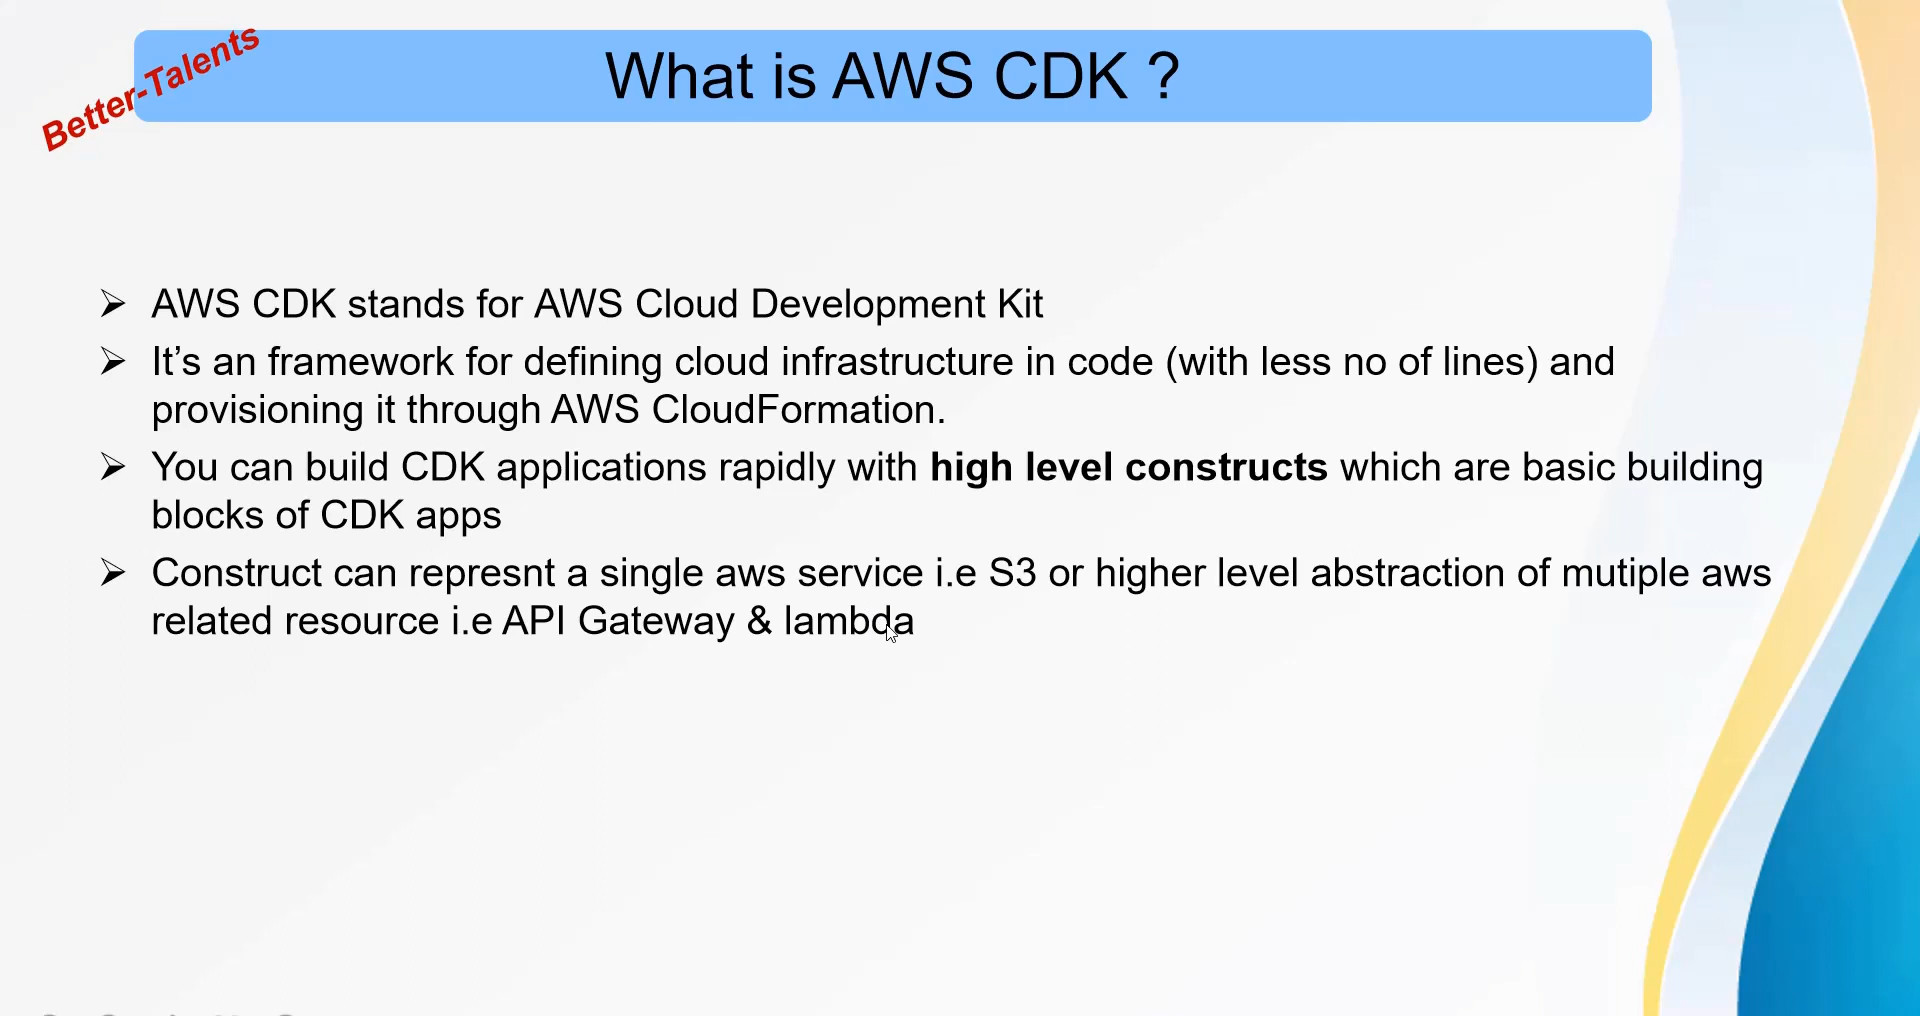 Better-Talents
What is AWS CDK ?
➢ AWS CDK stands for AWS Cloud Development Kit
➢ It’s an framework for defining cloud infrastructure in code (with less no of lines) and
provisioning it through AWS CloudFormation.
➢ You can build CDK applications rapidly with high level constructs which are basic building
blocks of CDK apps
➢ Construct can represnt a single aws service i.e S3 or higher level abstraction of mutiple aws
related resource i.e API Gateway & lambda